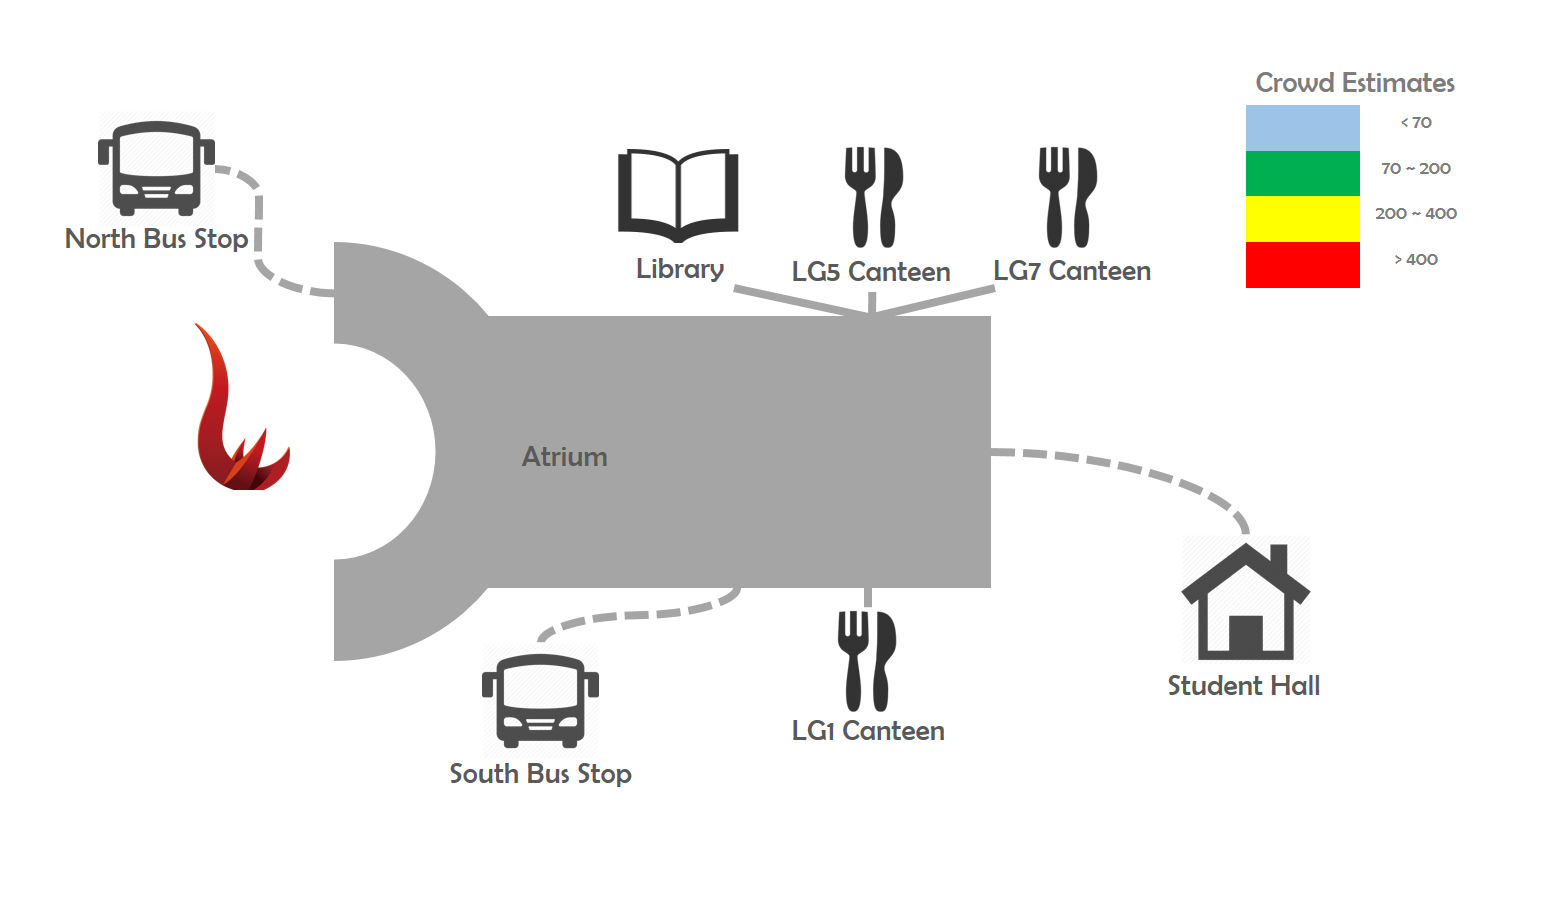 Crowd Estimates
< 70
70 ~ 200
200 ~ 400
> 400
North Bus Stop
Library
LG5 Canteen
LG7 Canteen
Atrium
Student Hall
LG1 Canteen
South Bus Stop